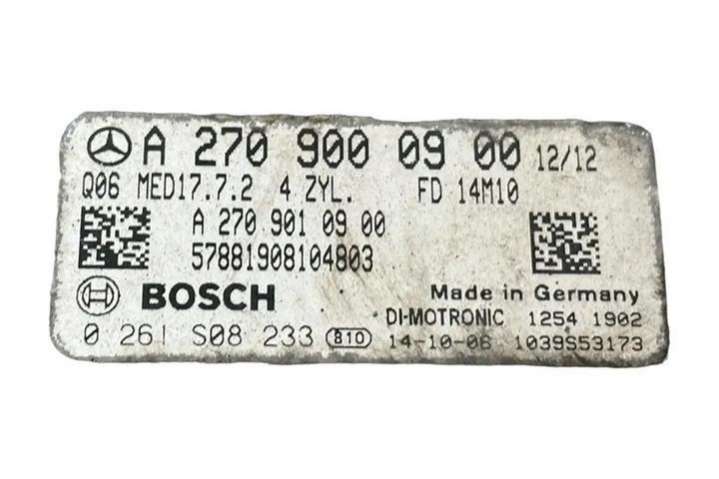 A 270 900 09 00 12/12
Q06 MED17.7.2 4 ZYL. FD 14M10
A 270 901 09 00
57881908104803
BOSCH Made in Germany
DI-MOTRONIC 1254 1902
0 261 S08 233 810 14-10-06 1039S53173